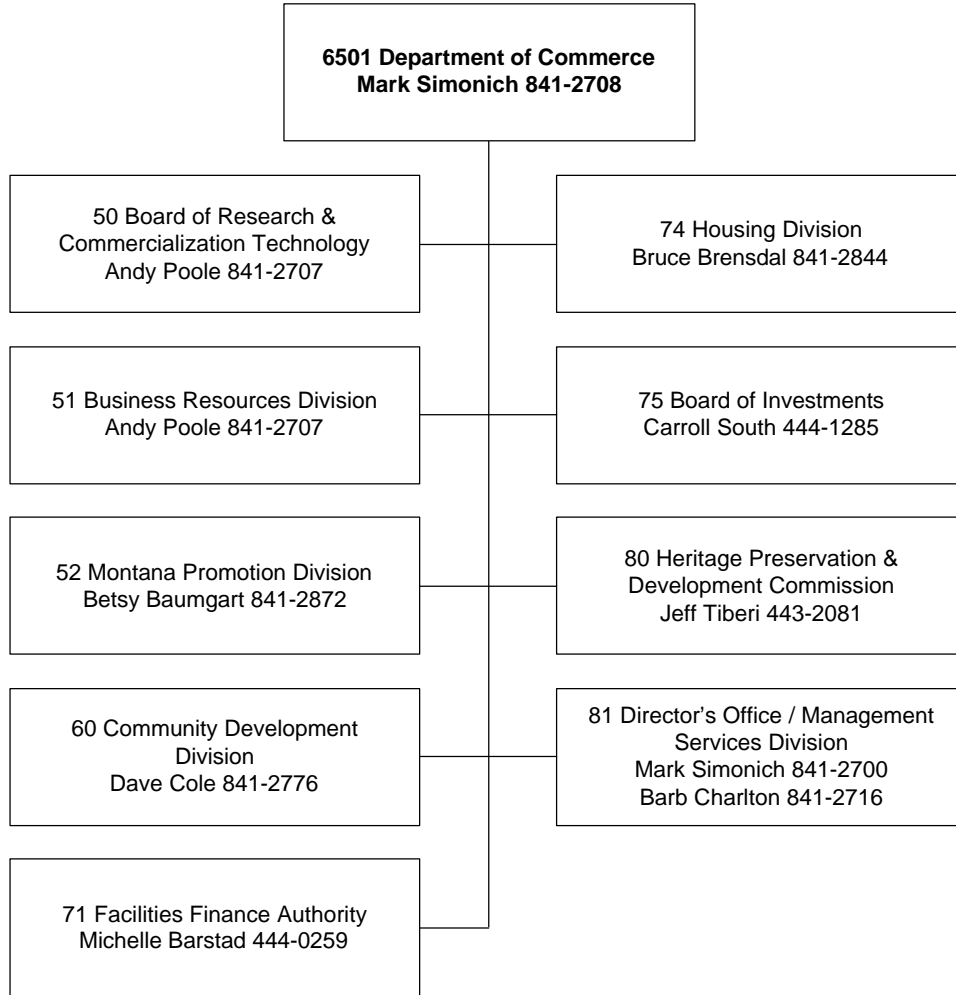 6501 Department of Commerce
Mark Simonich 841-2708
50 Board of Research &
Commercialization Technology
Andy Poole 841-2707
74 Housing Division
Bruce Brensdal 841-2844
51 Business Resources Division
Andy Poole 841-2707
75 Board of Investments
Carroll South 444-1285
52 Montana Promotion Division
Betsy Baumgart 841-2872
80 Heritage Preservation &
Development Commission
Jeff Tiberi 443-2081
60 Community Development
Division
Dave Cole 841-2776
81 Director’s Office / Management
Services Division
Mark Simonich 841-2700
Barb Charlton 841-2716
71 Facilities Finance Authority
Michelle Barstad 444-0259